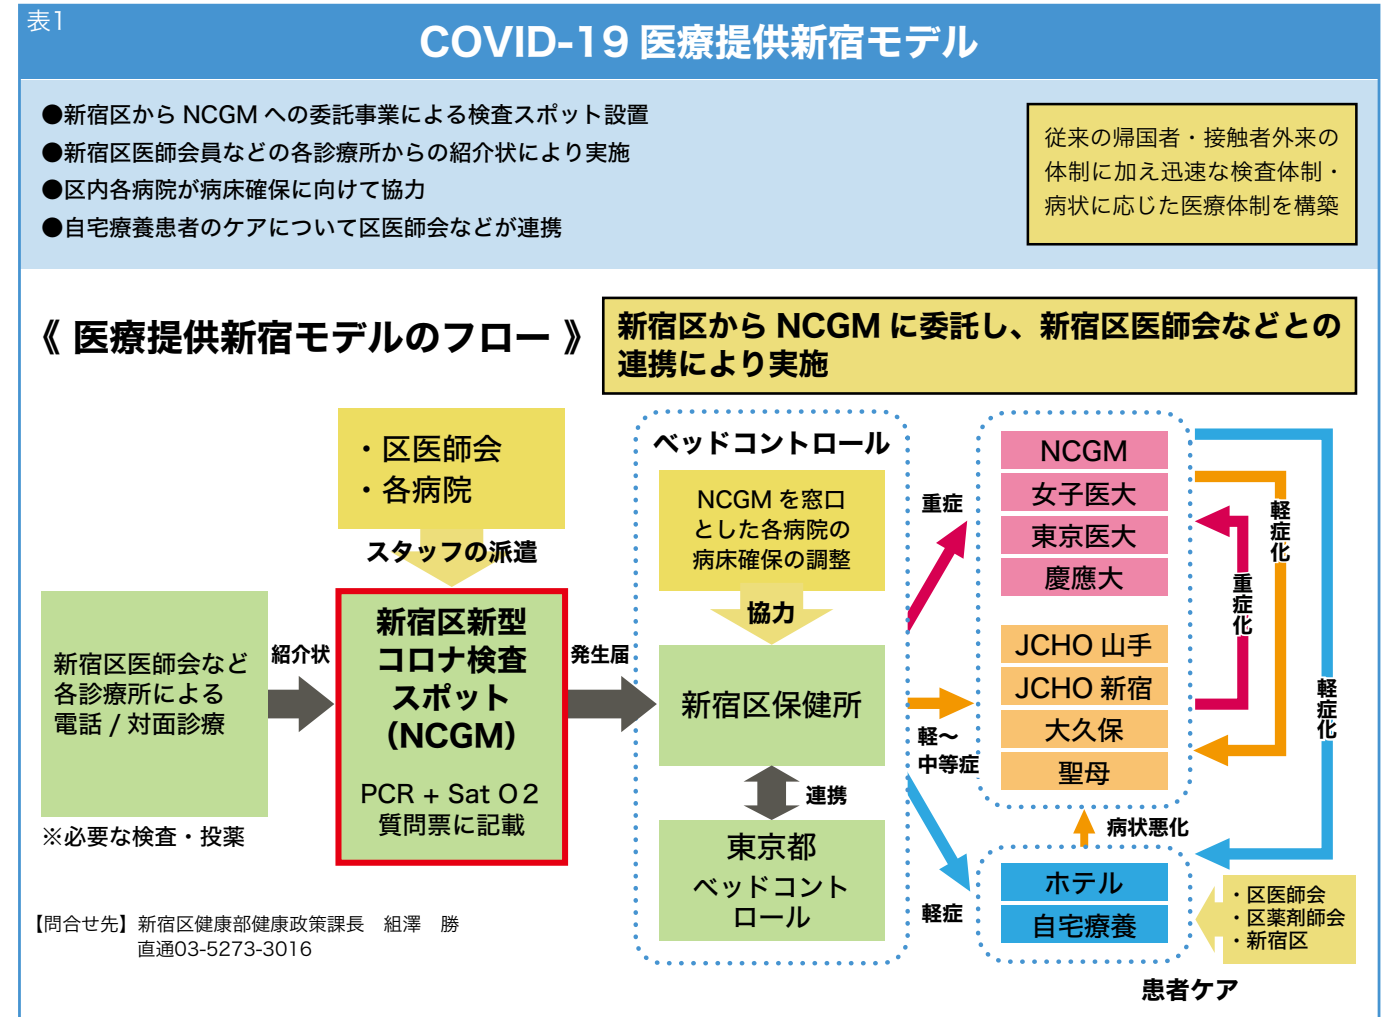 表1
COVID-19 医療提供新宿モデル
●新宿区から NCGM への委託事業による検査スポット設置
●新宿区医師会員などの各診療所からの紹介状により実施
●区内各病院が病床確保に向けて協力
●自宅療養患者のケアについて区医師会などが連携
従来の帰国者・接触者外来の
体制に加え迅速な検査体制・
病状に応じた医療体制を構築
《 医療提供新宿モデルのフロー 》
新宿区から NCGM に委託し、新宿区医師会などとの
連携により実施
・区医師会
・各病院
スタッフの派遣
新宿区医師会など
各診療所による
電話 / 対面診療
※必要な検査・投薬
紹介状
新宿区新型
コロナ検査
スポット
（NCGM）
PCR + Sat O 2
質問票に記載
発生届
ベッドコントロール
NCGM を窓口
とした各病院の
病床確保の調整
協力
新宿区保健所
連携
東京都
ベッドコント
ロール
重症
軽〜
中等症
軽症
NCGM
女子医大
東京医大
慶應大
JCHO 山手
JCHO 新宿
大久保
聖母
軽症化
重症化
軽症化
病状悪化
ホテル
自宅療養
・区医師会
・区薬剤師会
・新宿区
患者ケア
【問合せ先】新宿区健康部健康政策課長　組澤　勝
直通03-5273-3016